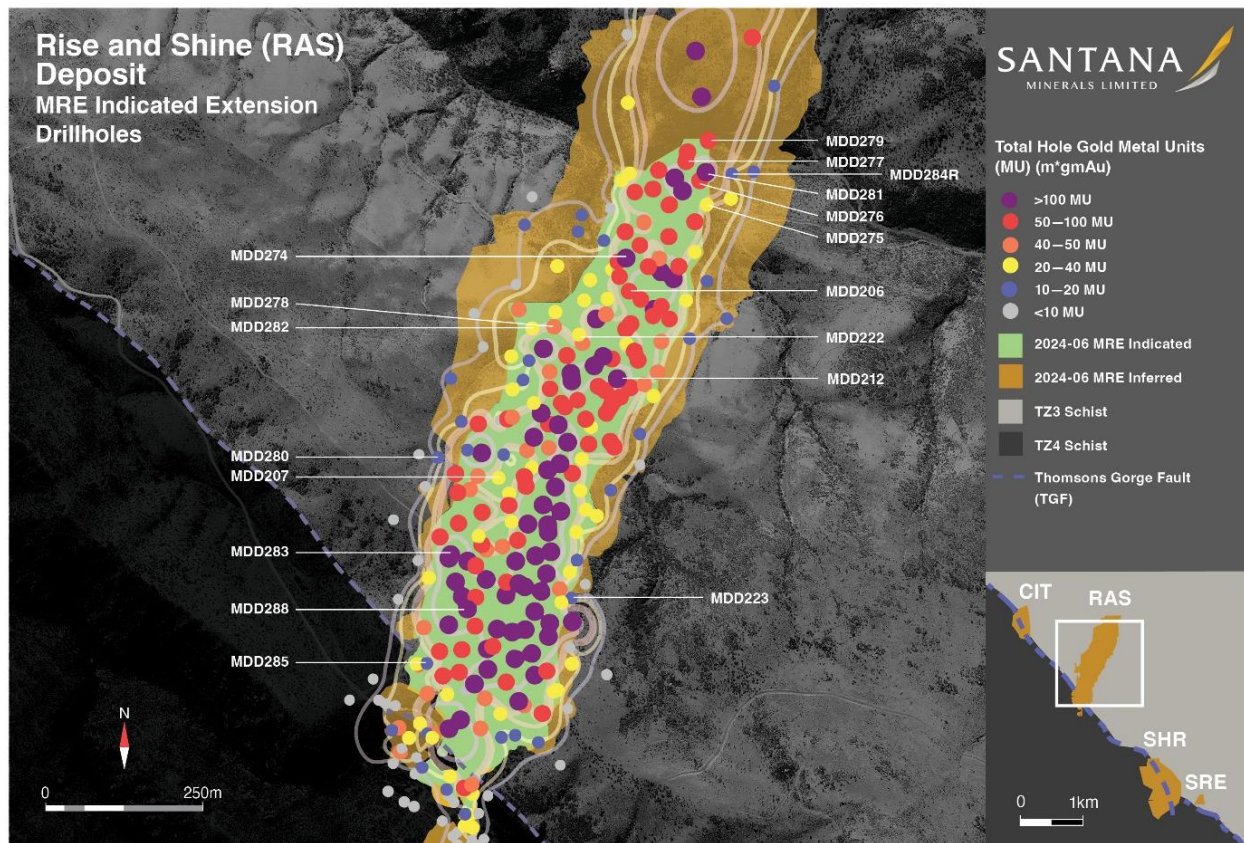 Rise and Shine (RAS)
Deposit
MRE Indicated Extension
Drillholes
SANTANA
MINERALS LIMITED
Total Hole Gold Metal Units
(MU) (m*gmAu)
>100 MU
50—100 MU
40—50 MU
20—40 MU
10—20 MU
<10 MU
2024-06 MRE Indicated
2024-06 MRE Inferred
TZ3 Schist
TZ4 Schist
Thomsons Gorge Fault
(TGF)
MDD279
MDD277
MDD284R
MDD281
MDD276
MDD275
MDD274
MDD206
MDD278
MDD282
MDD222
MDD212
MDD280
MDD207
MDD283
MDD288
MDD223
MDD285
N
0 250m
CIT
RAS
SHR
SRE
0 1km